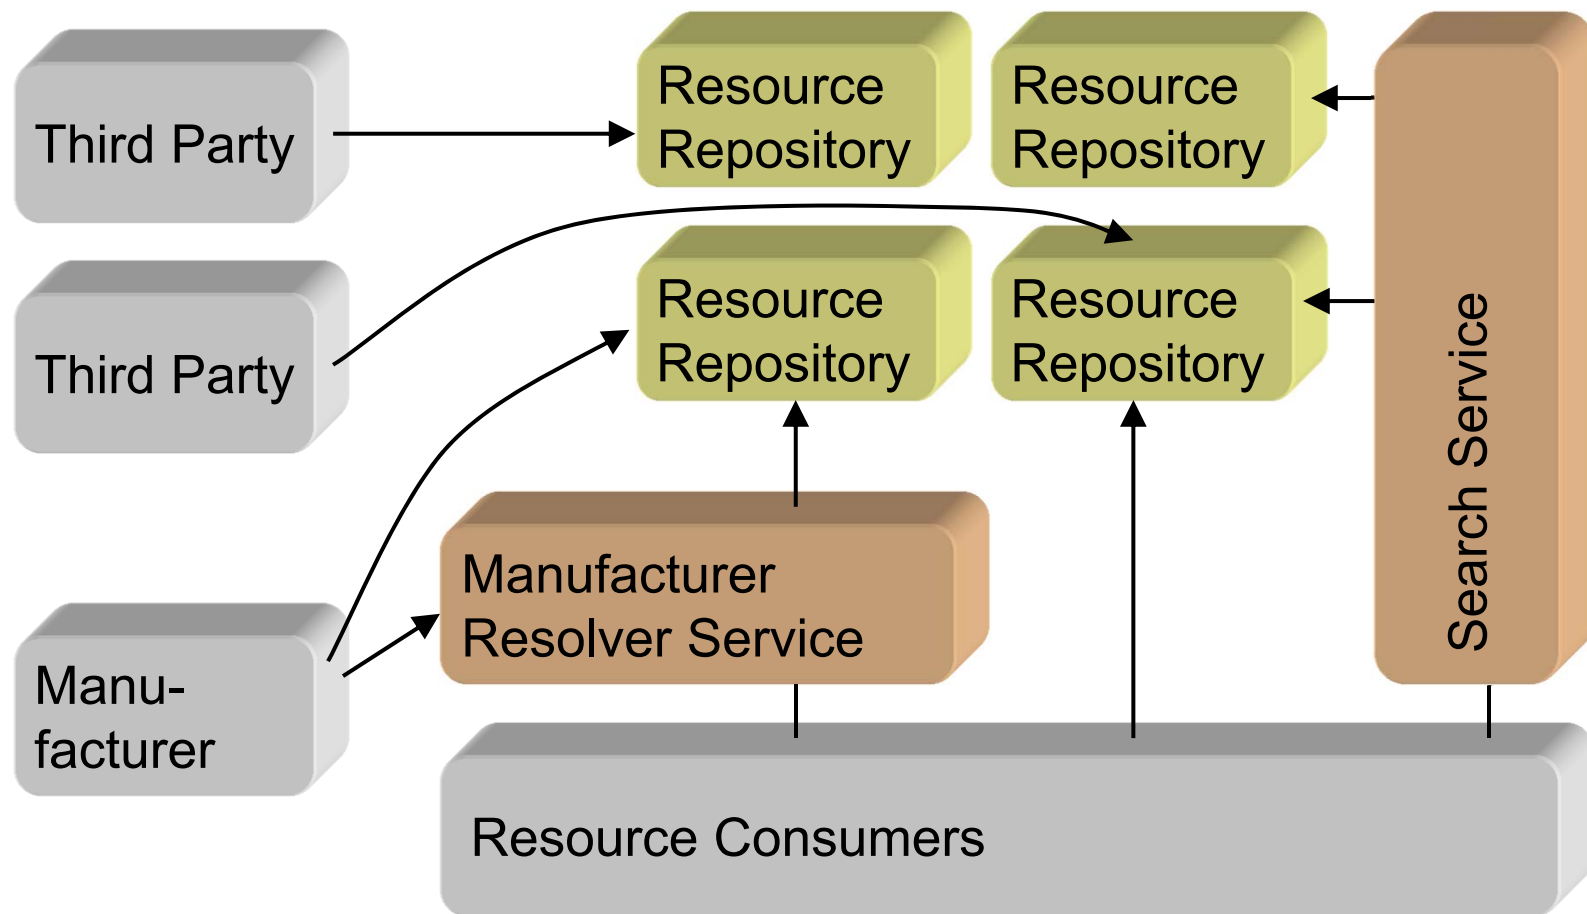 Third Party
Resource
Repository
Resource
Repository
Third Party
Resource
Repository
Resource
Repository
Search Service
Manufacturer
Resolver Service
Manu-
facturer
Resource Consumers